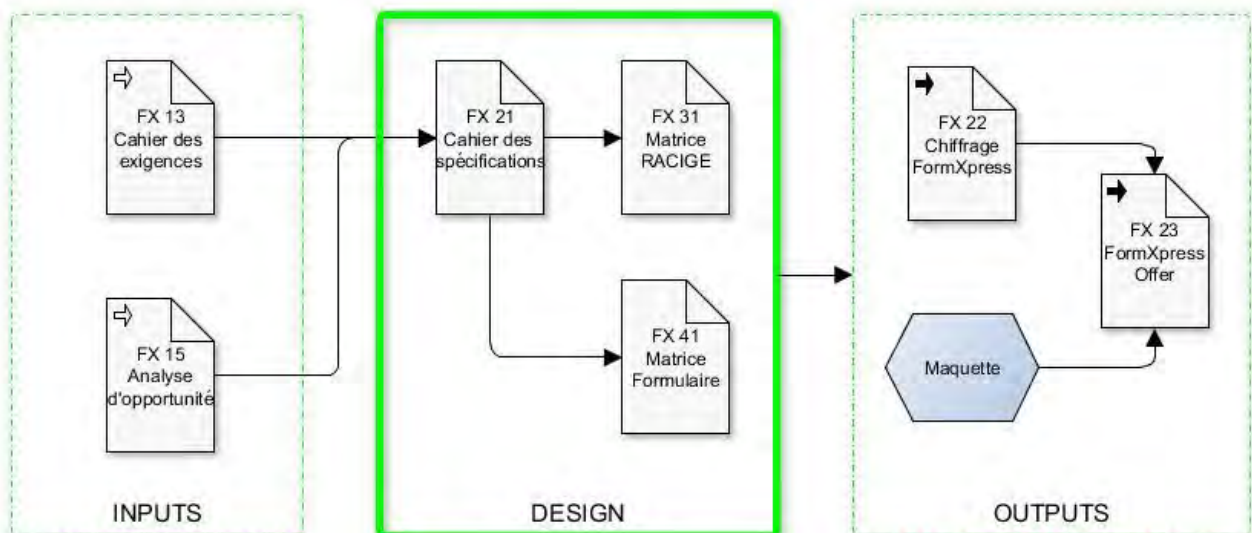 FX 13
Cahier des
exigences
FX 15
Analyse
d'opportunité
INPUTS
FX 21
Cahier des
spécifications
FX 31
Matrice
RACIGE
FX 41
Matrice
Formulaire
DESIGN
FX 22
Chiffrage
FormXpress
FX 23
FormXpress
Offer
Maquette
OUTPUTS